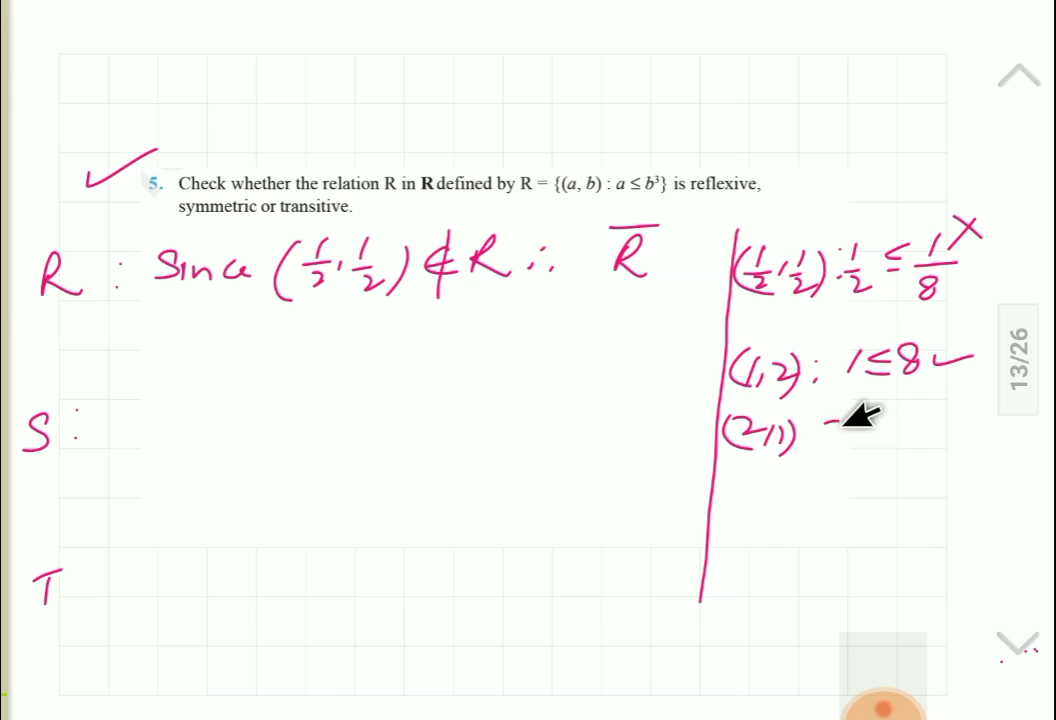 5. Check whether the relation R in R defined by R = {(a, b) : a ≤ b³} is reflexive,
symmetric or transitive.
R : Since (1/2, 1/2) ∉ R ∴ R̅
(1/2, 1/2) : 1/2 ≤ 1/8 ×
(1,2) : 1 ≤ 8 ✓
S :
(2,1) -
T
13/26